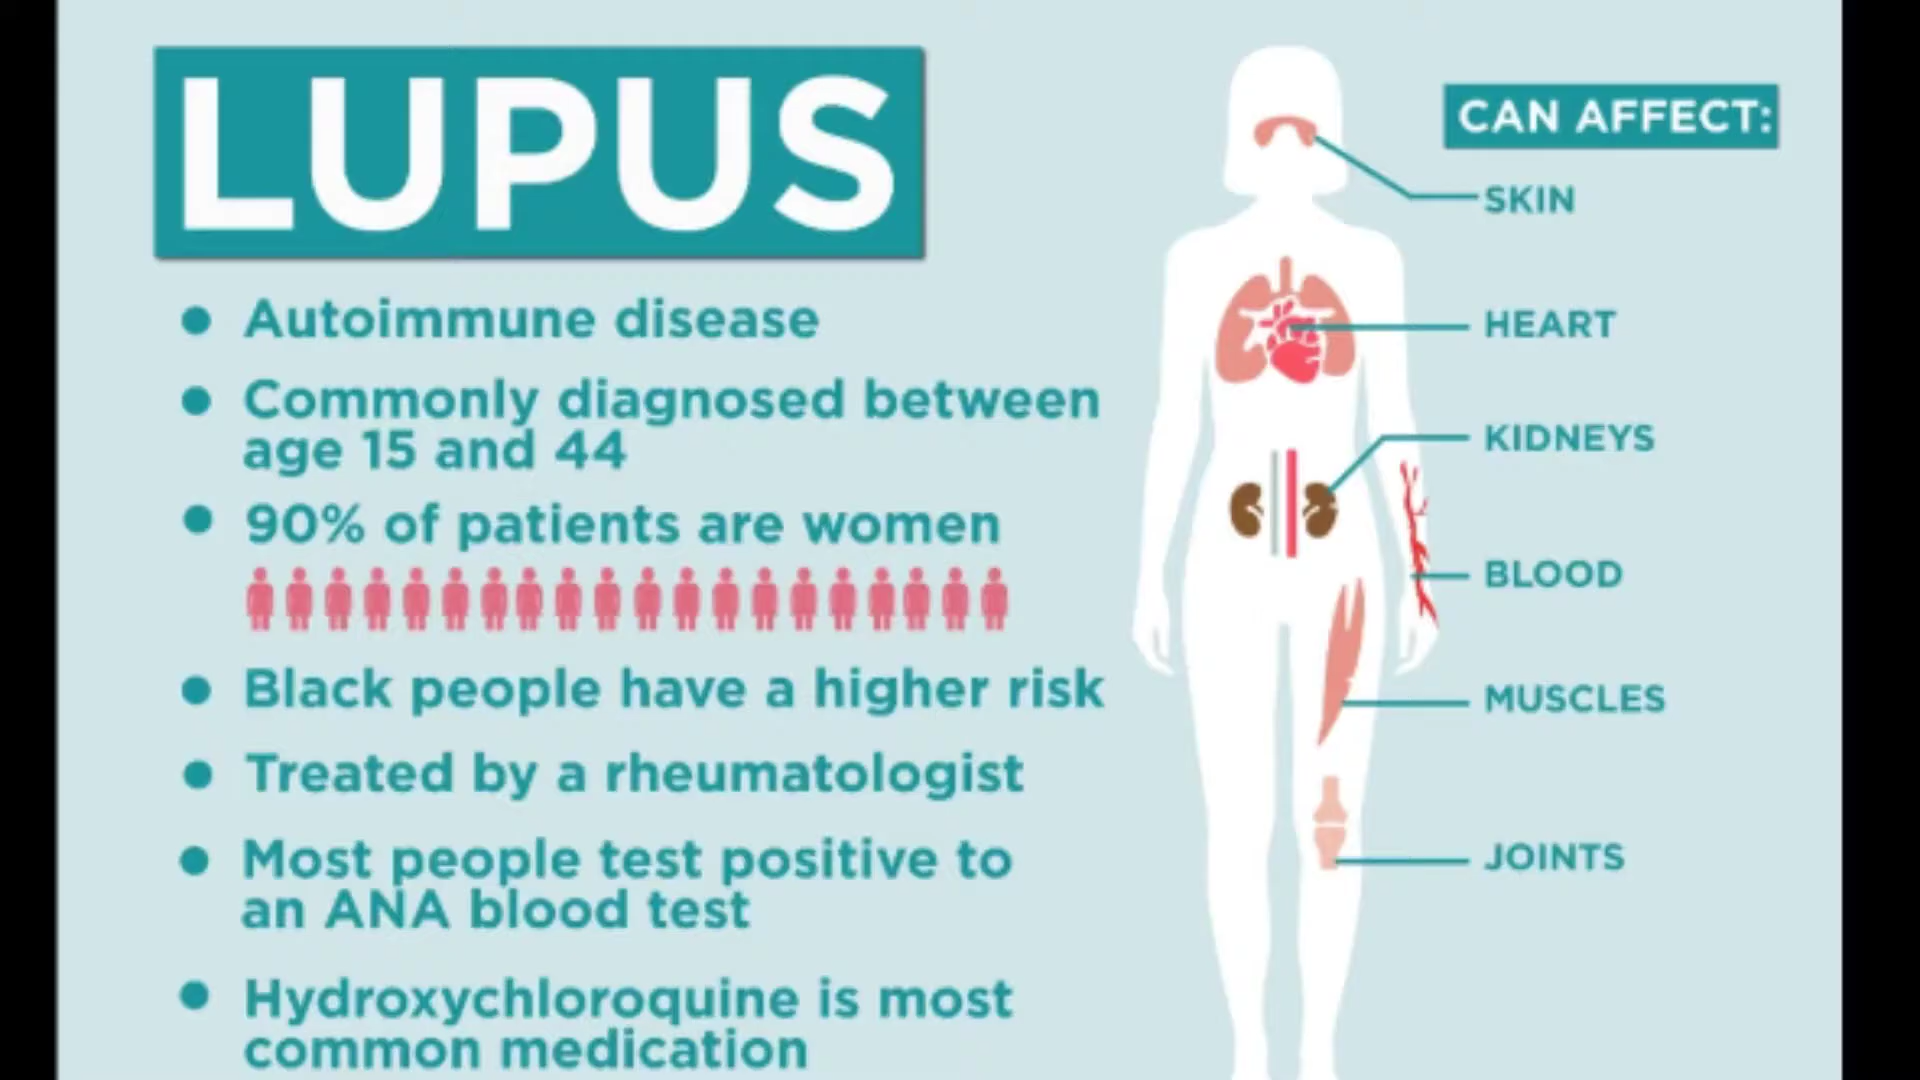 LUPUS
• Autoimmune disease
• Commonly diagnosed between
age 15 and 44
• 90% of patients are women
• Black people have a higher risk
• Treated by a rheumatologist
• Most people test positive to
an ANA blood test
• Hydroxychloroquine is most
common medication
CAN AFFECT:
SKIN
HEART
KIDNEYS
BLOOD
MUSCLES
JOINTS